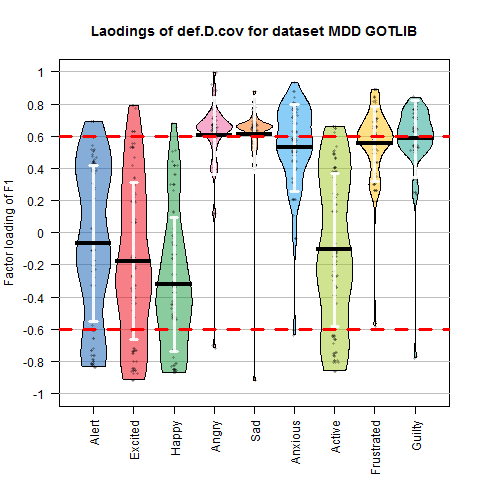 Laodings of def.D.cov for dataset MDD GOTLIB
Factor loading of F1
1
0.8
0.6
0.4
0.2
0
-0.2
-0.4
-0.6
-0.8
-1
Alert
Excited
Happy
Angry
Sad
Anxious
Active
Frustrated
Guilty